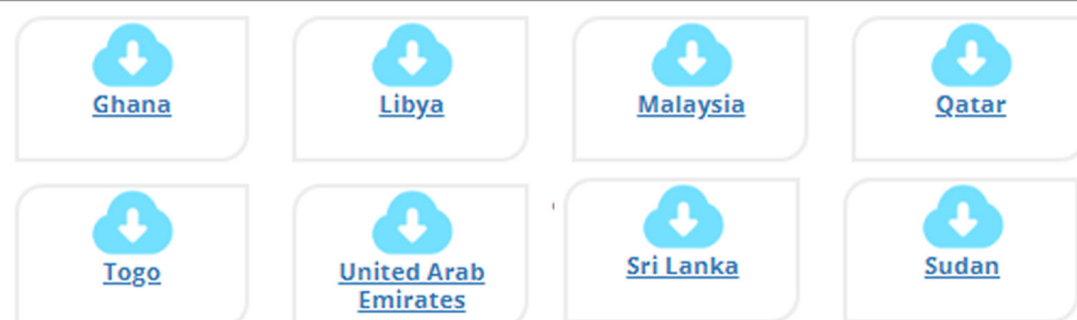 Ghana
Libya
Malaysia
Qatar
Togo
United Arab
Emirates
Sri Lanka
Sudan